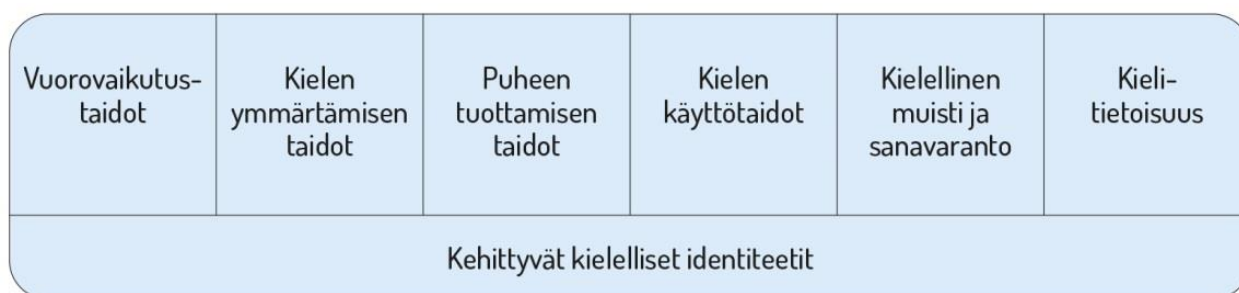 Vuorovaikutus-
taidot
Kielen
ymmärtämisen
taidot
Puheen
tuottamisen
taidot
Kielen
käyttötaidot
Kielellinen
muisti ja
sanavaranto
Kieli-
tietoisuus
Kehittyvät kielelliset identiteetit